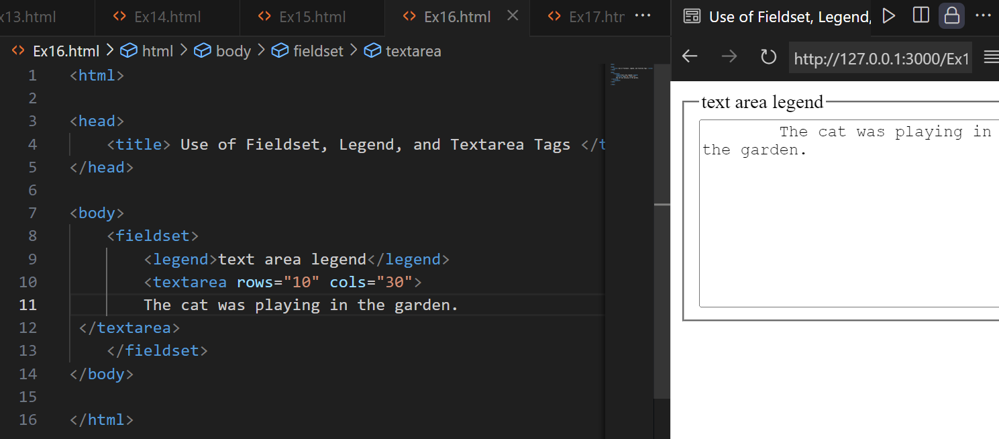 x13.html Ex14.html Ex15.html Ex16.html Ex17.htr ···
Ex16.html > html > body > fieldset > textarea
1 <html>
2
3 <head>
4 <title> Use of Fieldset, Legend, and Textarea Tags </t
5 </head>
6
7 <body>
8 <fieldset>
9 <legend>text area legend</legend>
10 <textarea rows="10" cols="30">
11 The cat was playing in the garden.
12 </textarea>
13 </fieldset>
14 </body>
15
16 </html>
Use of Fieldset, Legend, ···
http://127.0.0.1:3000/Ex1
text area legend
The cat was playing in
the garden.